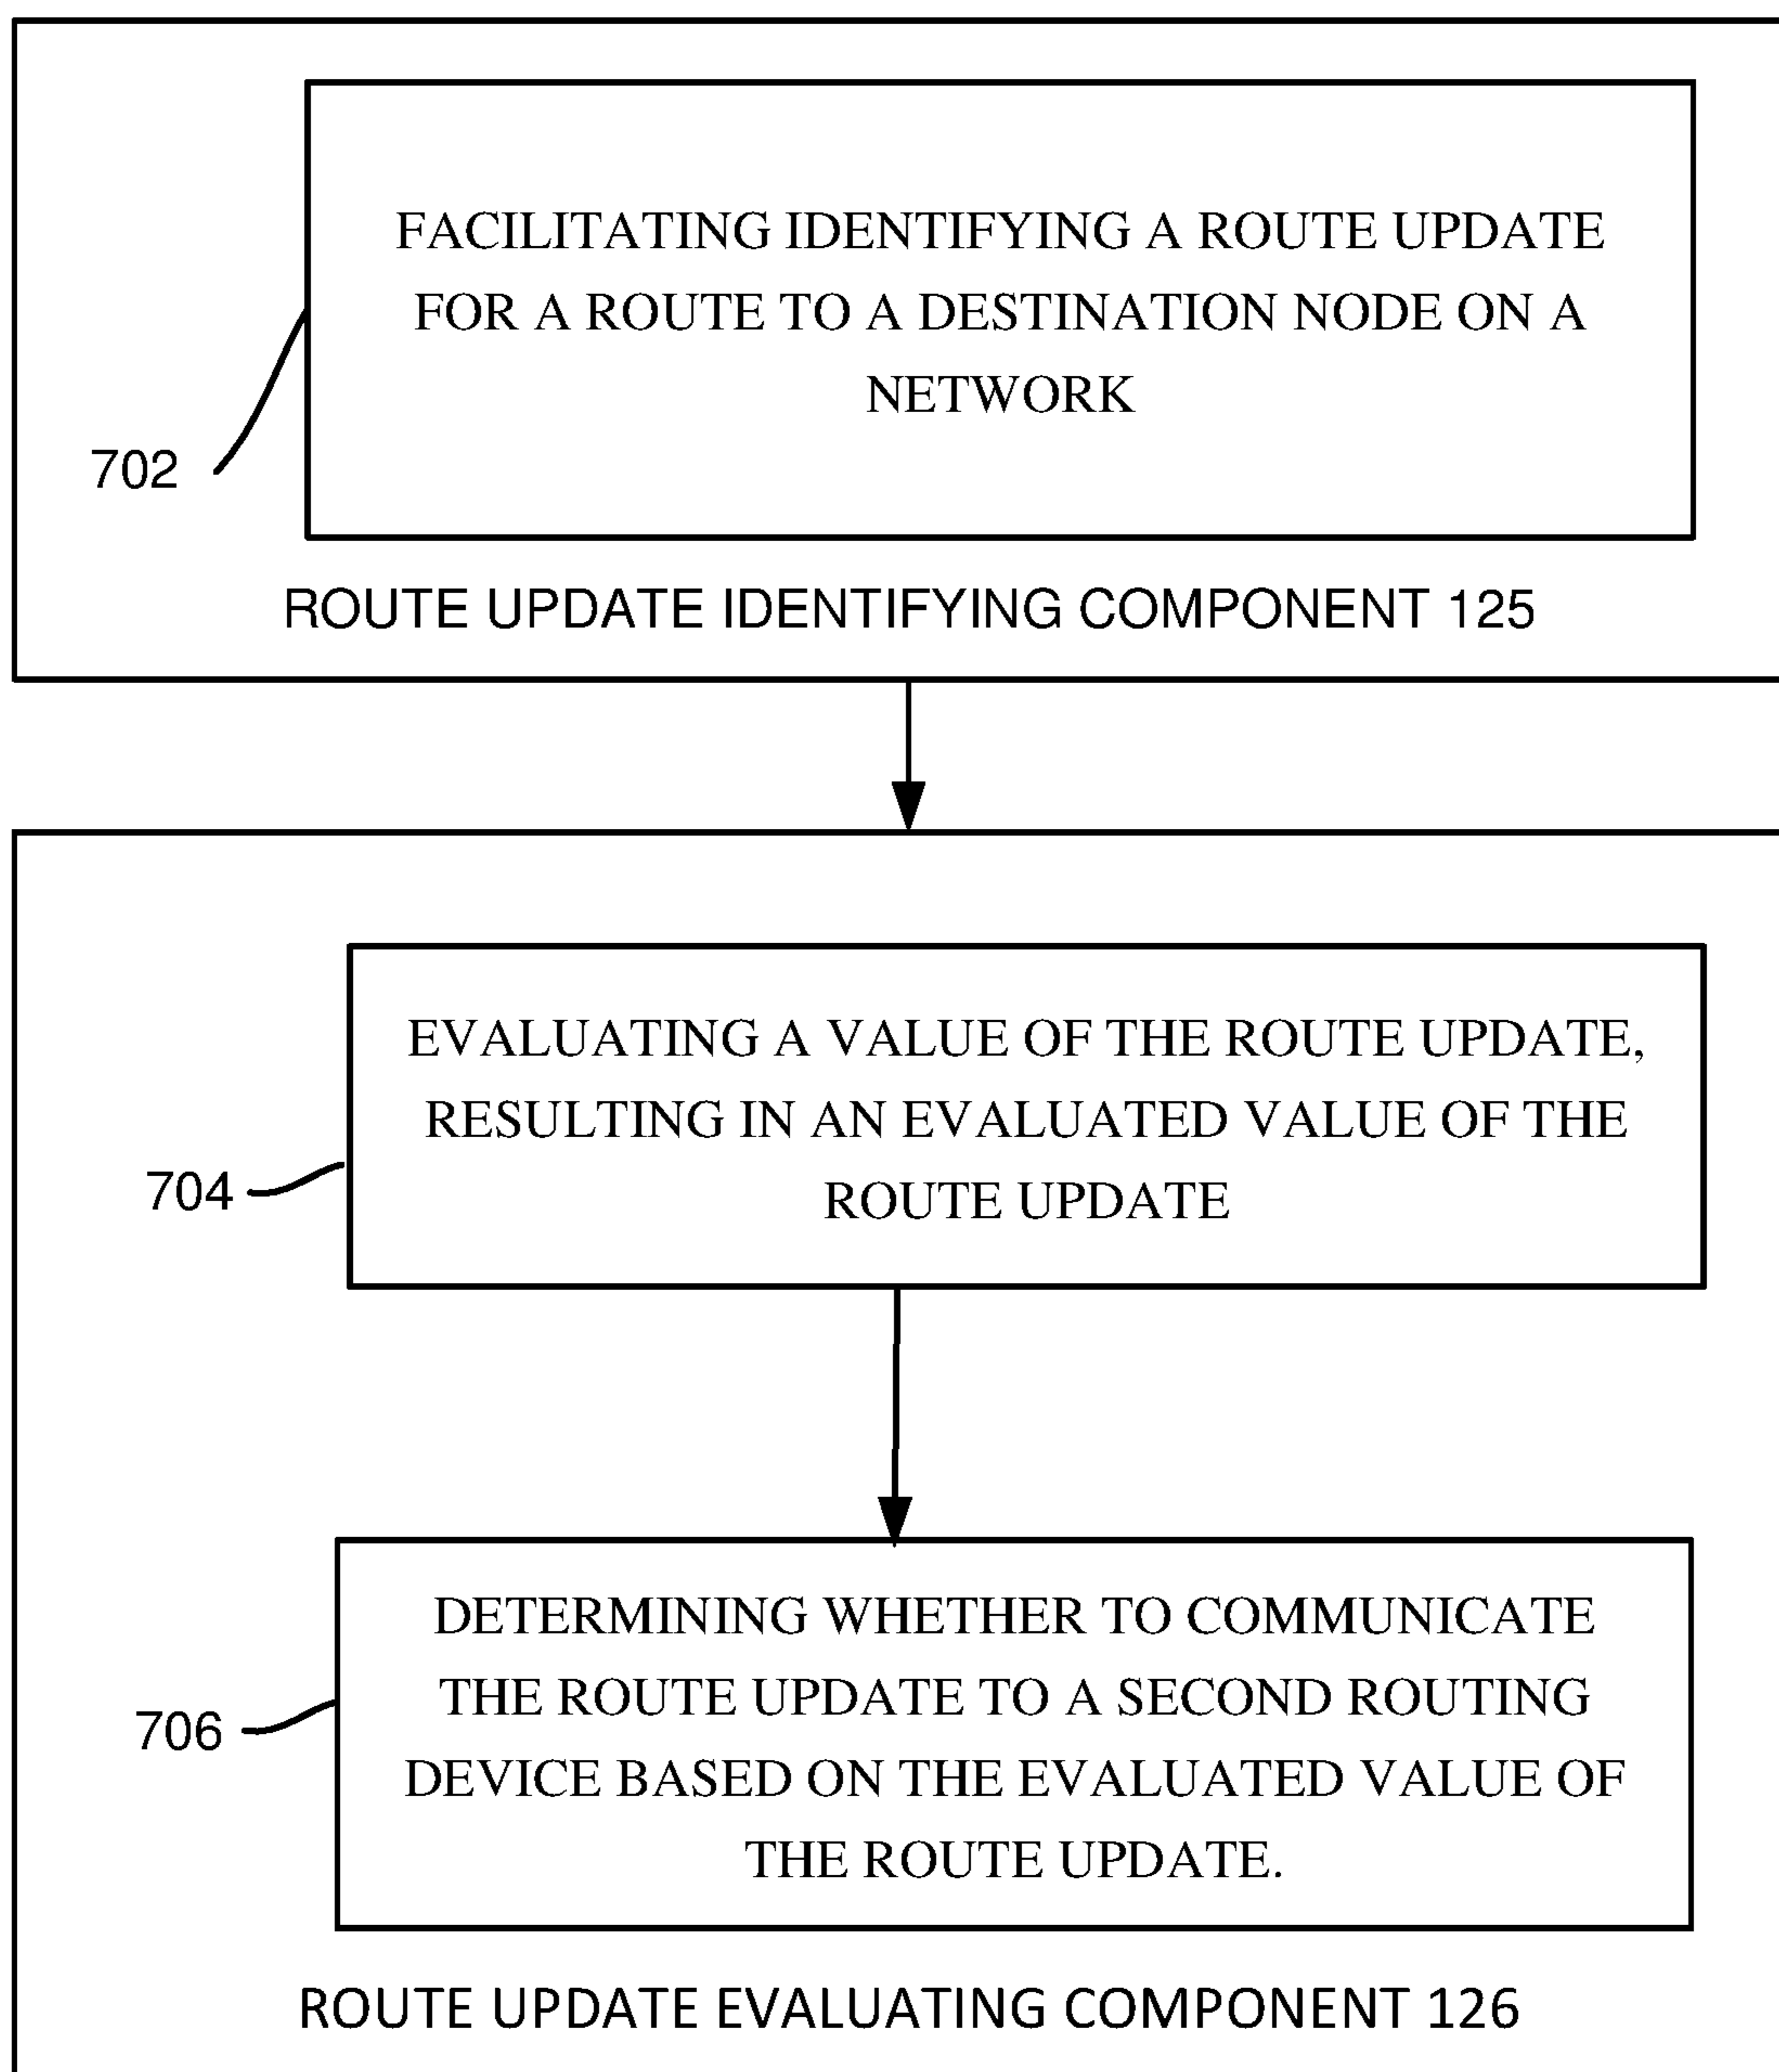 FACILITATING IDENTIFYING A ROUTE UPDATE
FOR A ROUTE TO A DESTINATION NODE ON A
NETWORK
702
ROUTE UPDATE IDENTIFYING COMPONENT 125
EVALUATING A VALUE OF THE ROUTE UPDATE,
RESULTING IN AN EVALUATED VALUE OF THE
ROUTE UPDATE
704
DETERMINING WHETHER TO COMMUNICATE
THE ROUTE UPDATE TO A SECOND ROUTING
DEVICE BASED ON THE EVALUATED VALUE OF
THE ROUTE UPDATE.
706
ROUTE UPDATE EVALUATING COMPONENT 126